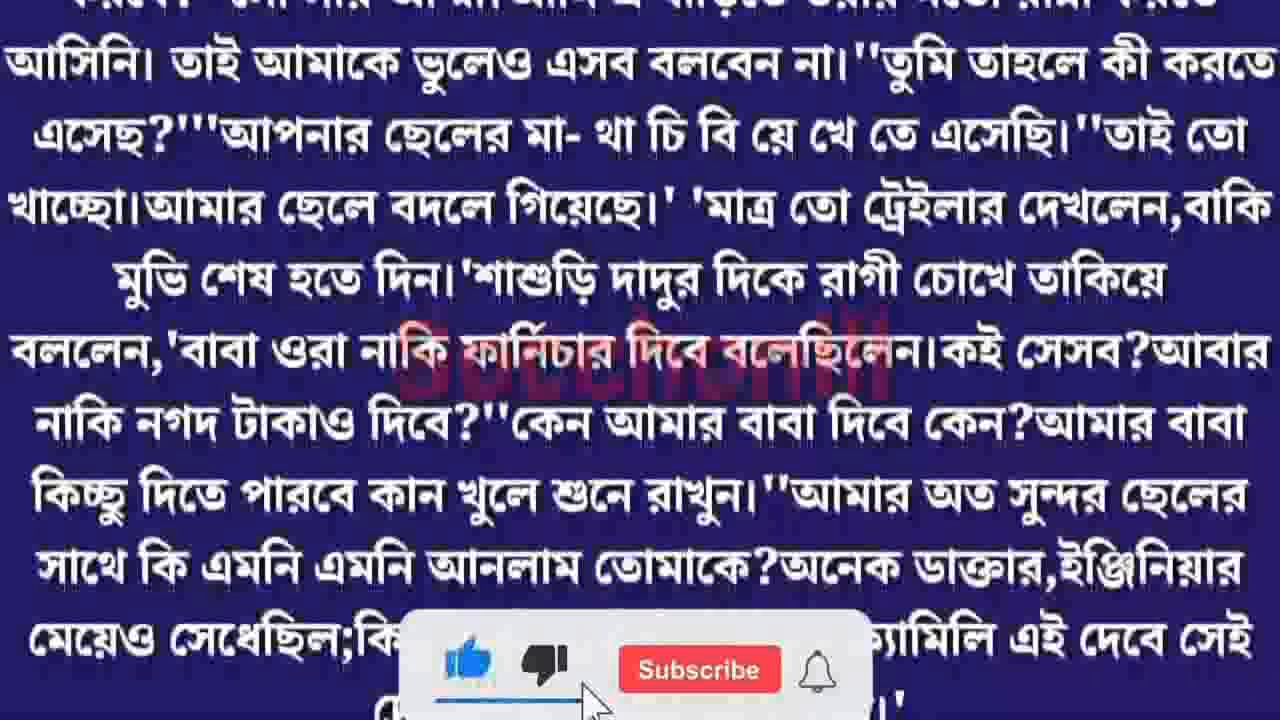 আসিনি। তাই আমাকে ভুলেও এসব বলবেন না।''তুমি তাহলে কী করতে
এসেছ?'''আপনার ছেলের মা- থা চি বি য়ে খে তে এসেছি।''তাই তো
খাচ্ছো।আমার ছেলে বদলে গিয়েছে।' 'মাত্র তো ট্রেইলার দেখলেন,বাকি
মুভি শেষ হতে দিন।'শাশুড়ি দাদুর দিকে রাগী চোখে তাকিয়ে
বললেন,'বাবা ওরা নাকি ফার্নিচার দিবে বলেছিলেন।কই সেসব?আবার
নাকি নগদ টাকাও দিবে?''কেন আমার বাবা দিবে কেন?আমার বাবা
কিচ্ছু দিতে পারবে কান খুলে শুনে রাখুন।''আমার অত সুন্দর ছেলের
সাথে কি এমনি এমনি আনলাম তোমাকে?অনেক ডাক্তার,ইঞ্জিনিয়ার
মেয়েও সেধেছিল; এই দেবে সেই
Subscribe